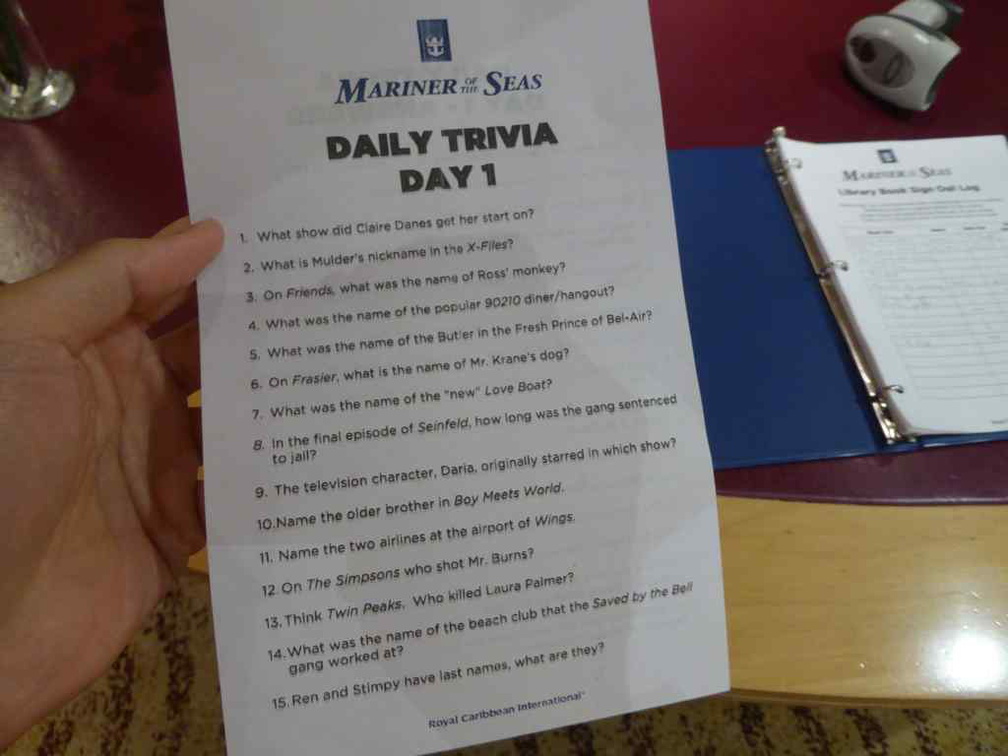 MARINER OF THE SEAS
DAILY TRIVIA
DAY 1
1. What show did Claire Danes get her start on?
2. What is Mulder's nickname in the X-Files?
3. On Friends, what was the name of Ross' monkey?
4. What was the name of the popular 90210 diner/hangout?
5. What was the name of the Butler in the Fresh Prince of Bel-Air?
6. On Frasier, what is the name of Mr. Krane's dog?
7. What was the name of the "new" Love Boat?
8. In the final episode of Seinfeld, how long was the gang sentenced
to jail?
9. The television character, Daria, originally starred in which show?
10.Name the older brother in Boy Meets World.
11. Name the two airlines at the airport of Wings.
12. On The Simpsons who shot Mr. Burns?
13. Think Twin Peaks. Who killed Laura Palmer?
14. What was the name of the beach club that the Saved by the Bell
gang worked at?
15. Ren and Stimpy have last names, what are they?
Royal Caribbean International
MARINER OF THE SEAS
Library Book Sign-Out Log